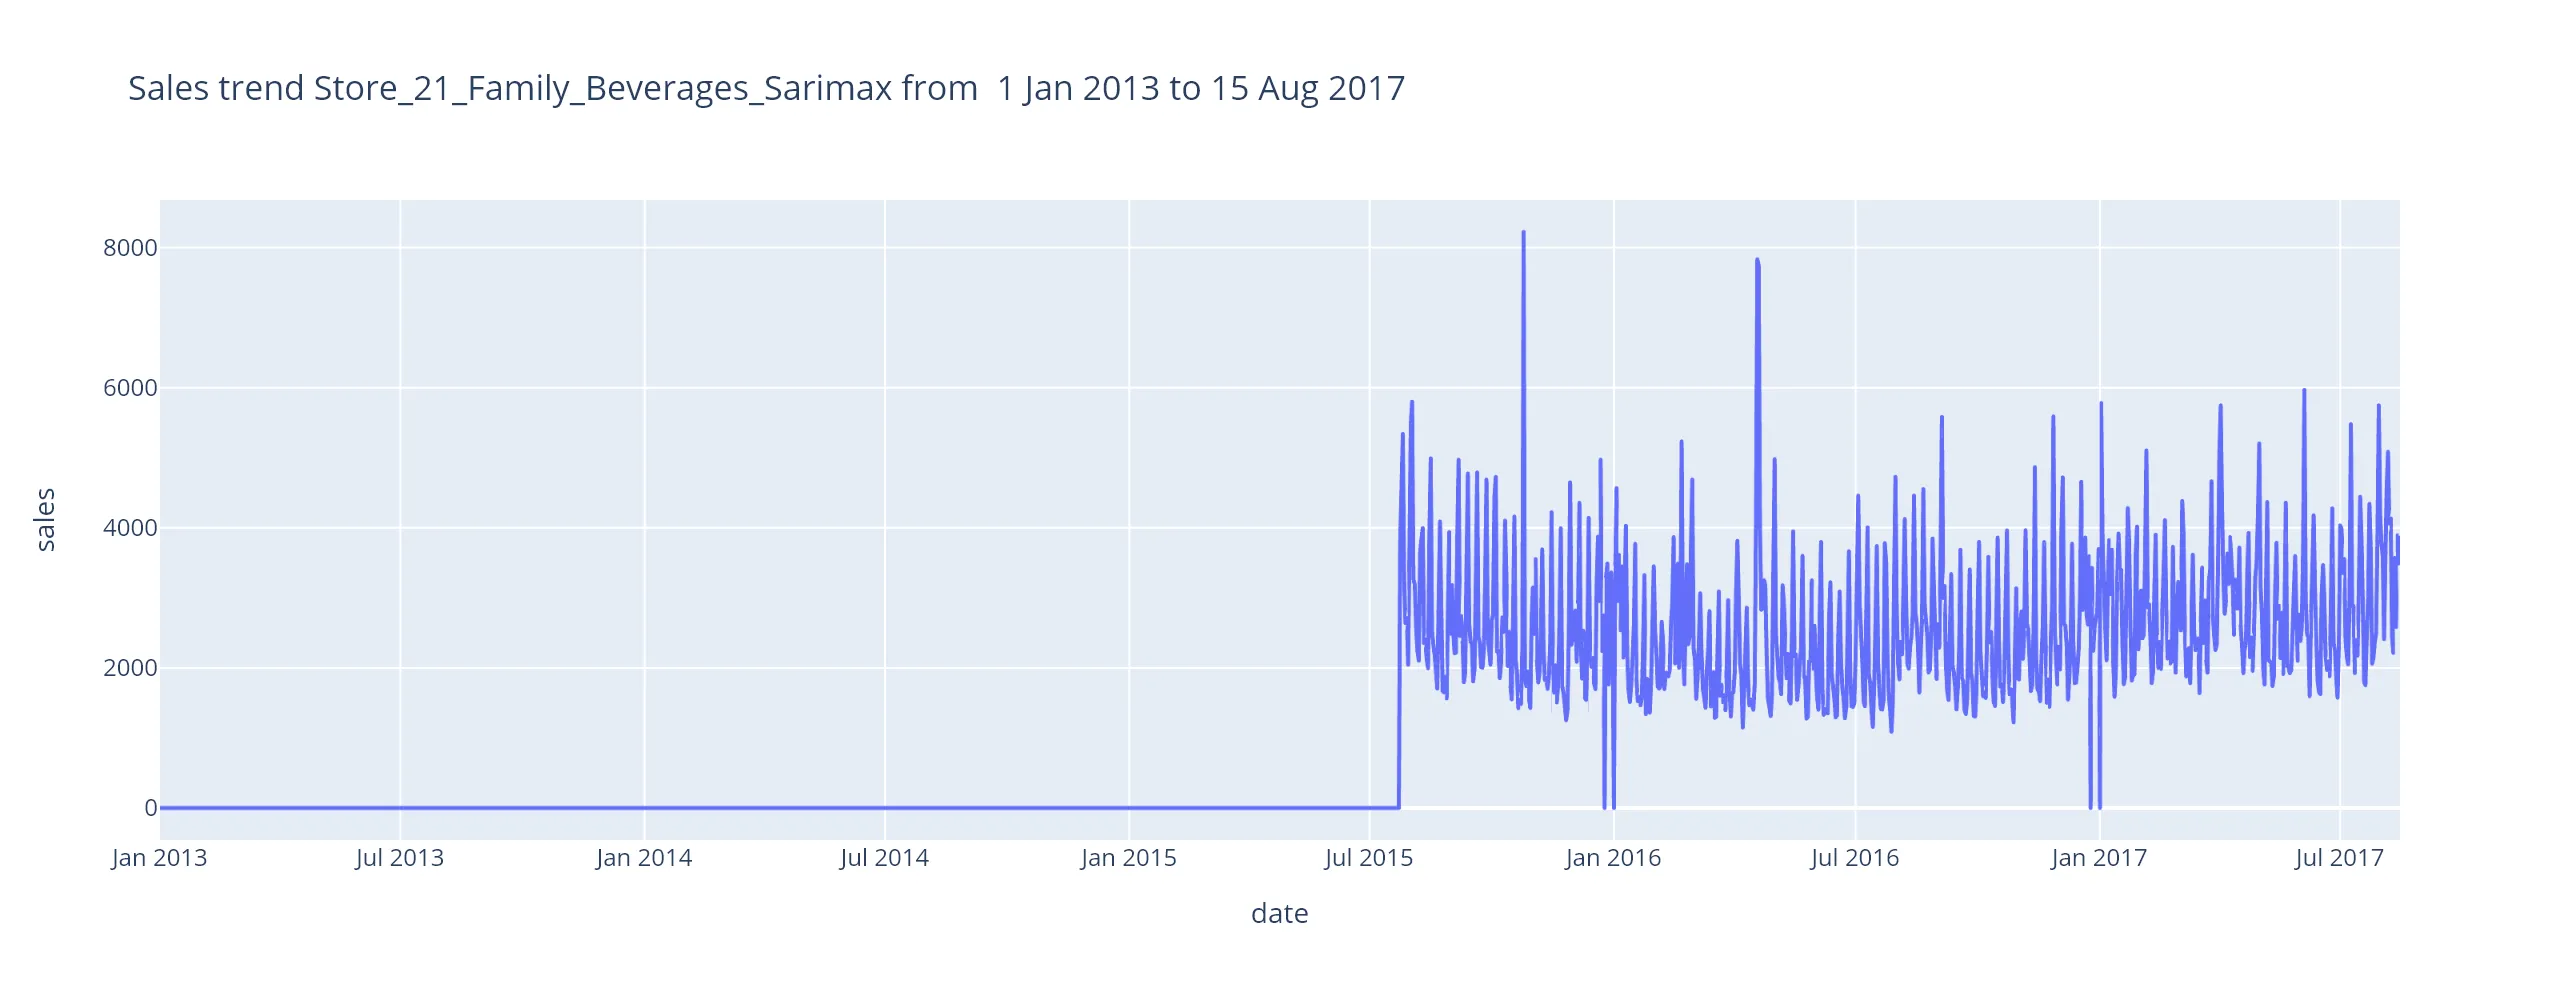 Sales trend Store_21_Family_Beverages_Sarimax from  1 Jan 2013 to 15 Aug 2017
8000
6000
4000
2000
0
sales
Jan 2013 Jul 2013 Jan 2014 Jul 2014 Jan 2015 Jul 2015 Jan 2016 Jul 2016 Jan 2017 Jul 2017
date